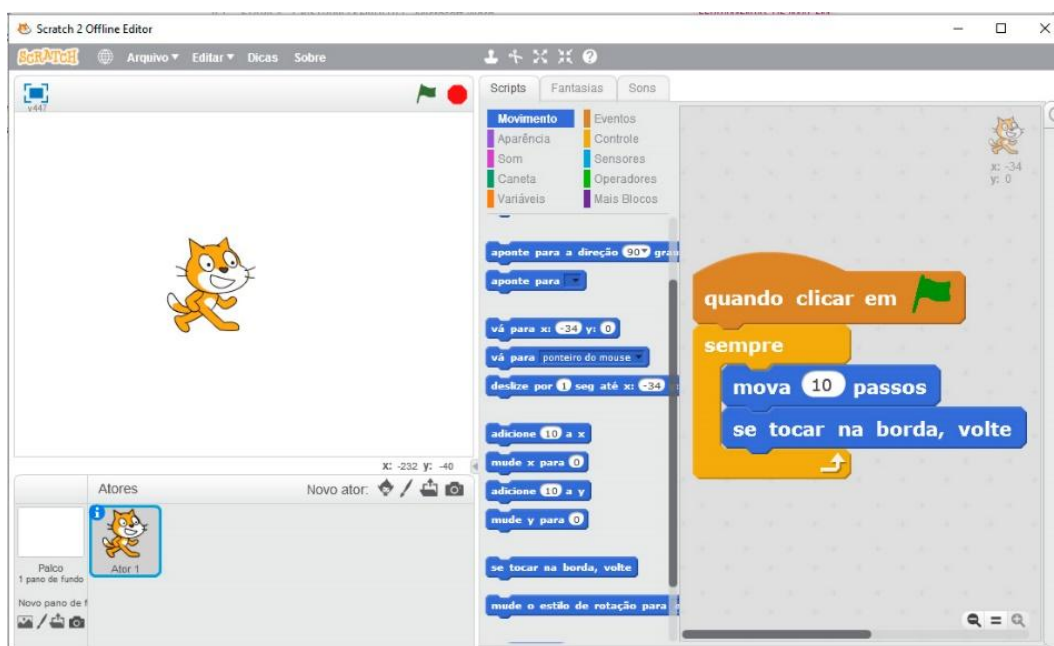 Scratch 2 Offline Editor
SCRATCH Arquivo Editar Dicas Sobre
v447
Scripts Fantasias Sons
Movimento Eventos
Aparência Controle
Som Sensores
Caneta Operadores
Variáveis Mais Blocos
aponte para a direção 90
aponte para
vá para x: -34 y: 0
vá para ponteiro do mouse
deslize por 1 seg até x: -34
adicione 10 a x
mude x para 0
adicione 10 a y
mude y para 0
se tocar na borda, volte
mude o estilo de rotação para
x: -34
y: 0
quando clicar em
sempre
mova 10 passos
se tocar na borda, volte
x: -232 y: -40
Atores Novo ator:
Palco
1 pano de fundo
Ator 1
Novo pano de